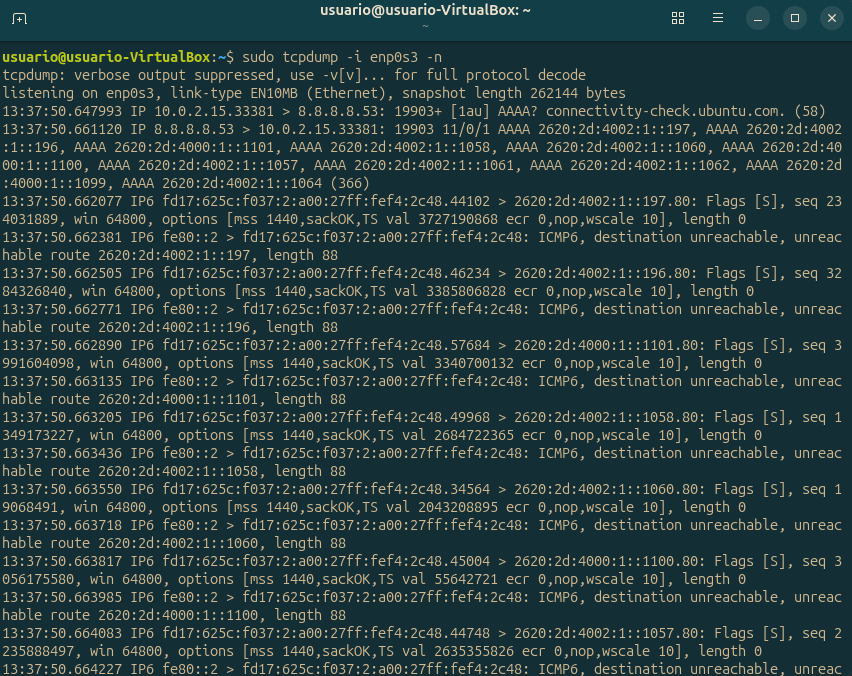 usuario@usuario-VirtualBox: ~
~
usuario@usuario-VirtualBox:~$ sudo tcpdump -i enp0s3 -n
tcpdump: verbose output suppressed, use -v[v]... for full protocol decode
listening on enp0s3, link-type EN10MB (Ethernet), snapshot length 262144 bytes
13:37:50.647993 IP 10.0.2.15.33381 > 8.8.8.8.53: 19903+ [1au] AAAA? connectivity-check.ubuntu.com. (58)
13:37:50.661120 IP 8.8.8.8.53 > 10.0.2.15.33381: 19903 11/0/1 AAAA 2620:2d:4002:1::197, AAAA 2620:2d:4002
:1::196, AAAA 2620:2d:4000:1::1101, AAAA 2620:2d:4002:1::1058, AAAA 2620:2d:4002:1::1060, AAAA 2620:2d:40
00:1::1100, AAAA 2620:2d:4002:1::1057, AAAA 2620:2d:4002:1::1061, AAAA 2620:2d:4002:1::1062, AAAA 2620:2d
:4000:1::1099, AAAA 2620:2d:4002:1::1064 (366)
13:37:50.662077 IP6 fd17:625c:f037:2:a00:27ff:fef4:2c48.44102 > 2620:2d:4002:1::197.80: Flags [S], seq 23
4031889, win 64800, options [mss 1440,sackOK,TS val 3727190868 ecr 0,nop,wscale 10], length 0
13:37:50.662381 IP6 fe80::2 > fd17:625c:f037:2:a00:27ff:fef4:2c48: ICMP6, destination unreachable, unreac
hable route 2620:2d:4002:1::197, length 88
13:37:50.662505 IP6 fd17:625c:f037:2:a00:27ff:fef4:2c48.46234 > 2620:2d:4002:1::196.80: Flags [S], seq 32
84326840, win 64800, options [mss 1440,sackOK,TS val 3385806828 ecr 0,nop,wscale 10], length 0
13:37:50.662771 IP6 fe80::2 > fd17:625c:f037:2:a00:27ff:fef4:2c48: ICMP6, destination unreachable, unreac
hable route 2620:2d:4002:1::196, length 88
13:37:50.662890 IP6 fd17:625c:f037:2:a00:27ff:fef4:2c48.57684 > 2620:2d:4000:1::1101.80: Flags [S], seq 3
991604098, win 64800, options [mss 1440,sackOK,TS val 3340700132 ecr 0,nop,wscale 10], length 0
13:37:50.663135 IP6 fe80::2 > fd17:625c:f037:2:a00:27ff:fef4:2c48: ICMP6, destination unreachable, unreac
hable route 2620:2d:4000:1::1101, length 88
13:37:50.663205 IP6 fd17:625c:f037:2:a00:27ff:fef4:2c48.49968 > 2620:2d:4002:1::1058.80: Flags [S], seq 1
349173227, win 64800, options [mss 1440,sackOK,TS val 2684722365 ecr 0,nop,wscale 10], length 0
13:37:50.663436 IP6 fe80::2 > fd17:625c:f037:2:a00:27ff:fef4:2c48: ICMP6, destination unreachable, unreac
hable route 2620:2d:4002:1::1058, length 88
13:37:50.663550 IP6 fd17:625c:f037:2:a00:27ff:fef4:2c48.34564 > 2620:2d:4002:1::1060.80: Flags [S], seq 1
19068491, win 64800, options [mss 1440,sackOK,TS val 2043208895 ecr 0,nop,wscale 10], length 0
13:37:50.663718 IP6 fe80::2 > fd17:625c:f037:2:a00:27ff:fef4:2c48: ICMP6, destination unreachable, unreac
hable route 2620:2d:4002:1::1060, length 88
13:37:50.663817 IP6 fd17:625c:f037:2:a00:27ff:fef4:2c48.45004 > 2620:2d:4000:1::1100.80: Flags [S], seq 3
056175580, win 64800, options [mss 1440,sackOK,TS val 55642721 ecr 0,nop,wscale 10], length 0
13:37:50.663985 IP6 fe80::2 > fd17:625c:f037:2:a00:27ff:fef4:2c48: ICMP6, destination unreachable, unreac
hable route 2620:2d:4000:1::1100, length 88
13:37:50.664083 IP6 fd17:625c:f037:2:a00:27ff:fef4:2c48.44748 > 2620:2d:4002:1::1057.80: Flags [S], seq 2
235888497, win 64800, options [mss 1440,sackOK,TS val 2635355826 ecr 0,nop,wscale 10], length 0
13:37:50.664227 IP6 fe80::2 > fd17:625c:f037:2:a00:27ff:fef4:2c48: ICMP6, destination unreachable, unreac